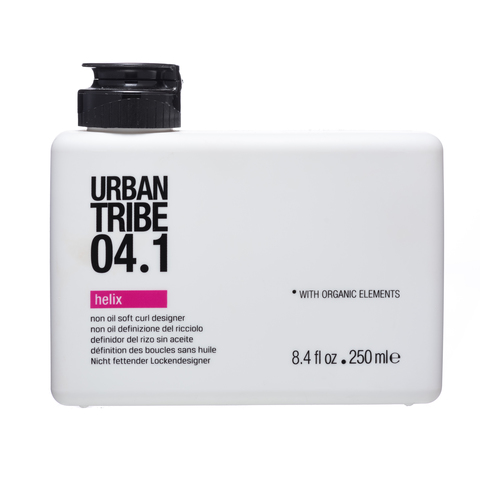 URBAN
TRIBE
04.1
helix
non oil soft curl designer
non oil definizione del ricciolo
definidor del rizo sin aceite
définition des boucles sans huile
Nicht fettender Lockendesigner
• WITH ORGANIC ELEMENTS
8.4 fl oz . 250 ml℮